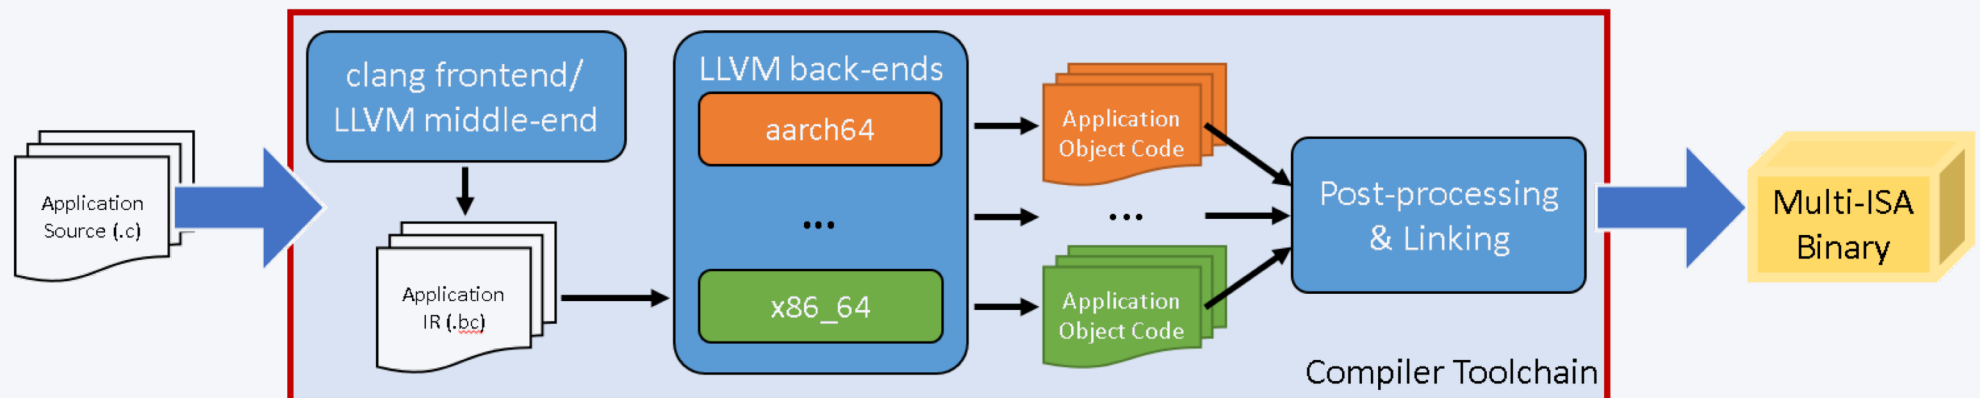 Application
Source (.c)
clang frontend/
LLVM middle-end
Application
IR (.bc)
LLVM back-ends
aarch64
...
x86_64
Application
Object Code
...
Application
Object Code
Post-processing
& Linking
Compiler Toolchain
Multi-ISA
Binary